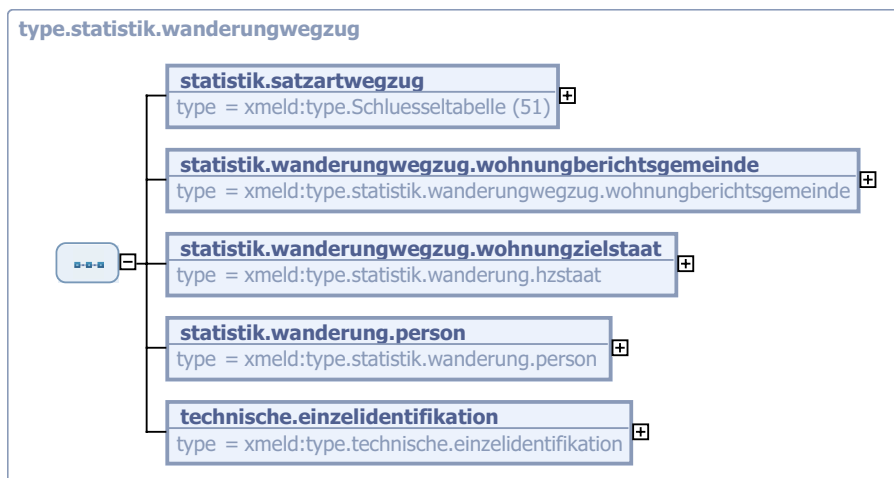 type.statistik.wanderungwegzug
statistik.satzartwegzug
type = xmeld:type.Schluesseltabelle (51)
statistik.wanderungwegzug.wohnungberichtsgemeinde
type = xmeld:type.statistik.wanderungwegzug.wohnungberichtsgemeinde
statistik.wanderungwegzug.wohnungzielstaat
type = xmeld:type.statistik.wanderung.hzstaat
statistik.wanderung.person
type = xmeld:type.statistik.wanderung.person
technische.einzelidentifikation
type = xmeld:type.technische.einzelidentifikation